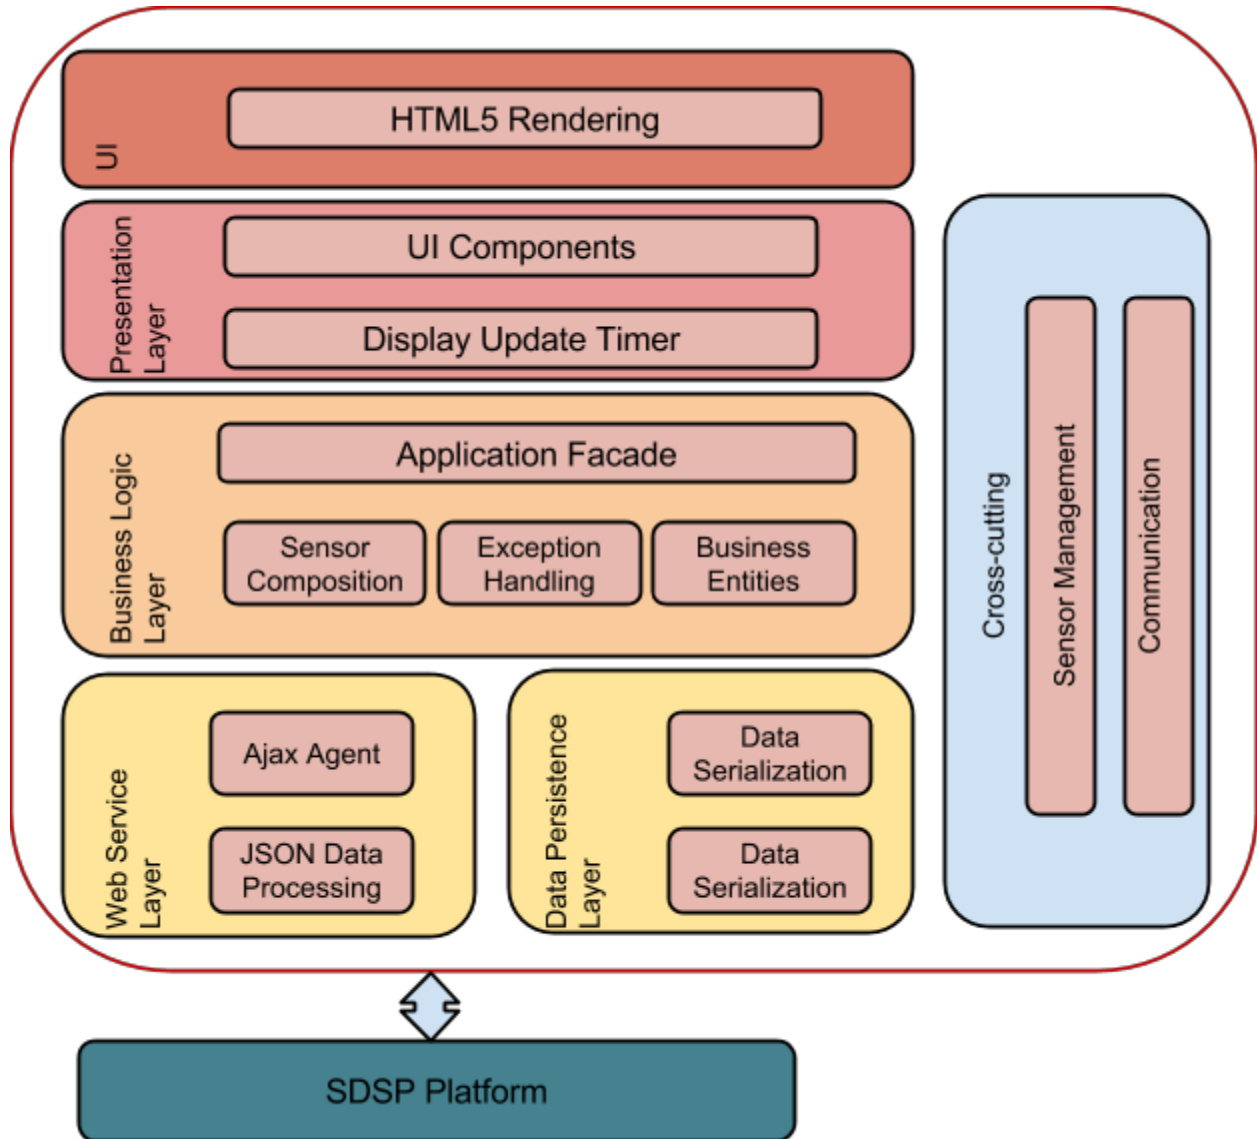 UI
HTML5 Rendering
Presentation
Layer
UI Components
Display Update Timer
Business Logic
Layer
Application Facade
Sensor
Composition
Exception
Handling
Business
Entities
Web Service
Layer
Ajax Agent
JSON Data
Processing
Data Persistence
Layer
Data
Serialization
Data
Serialization
Cross-cutting
Sensor Management
Communication
SDSP Platform